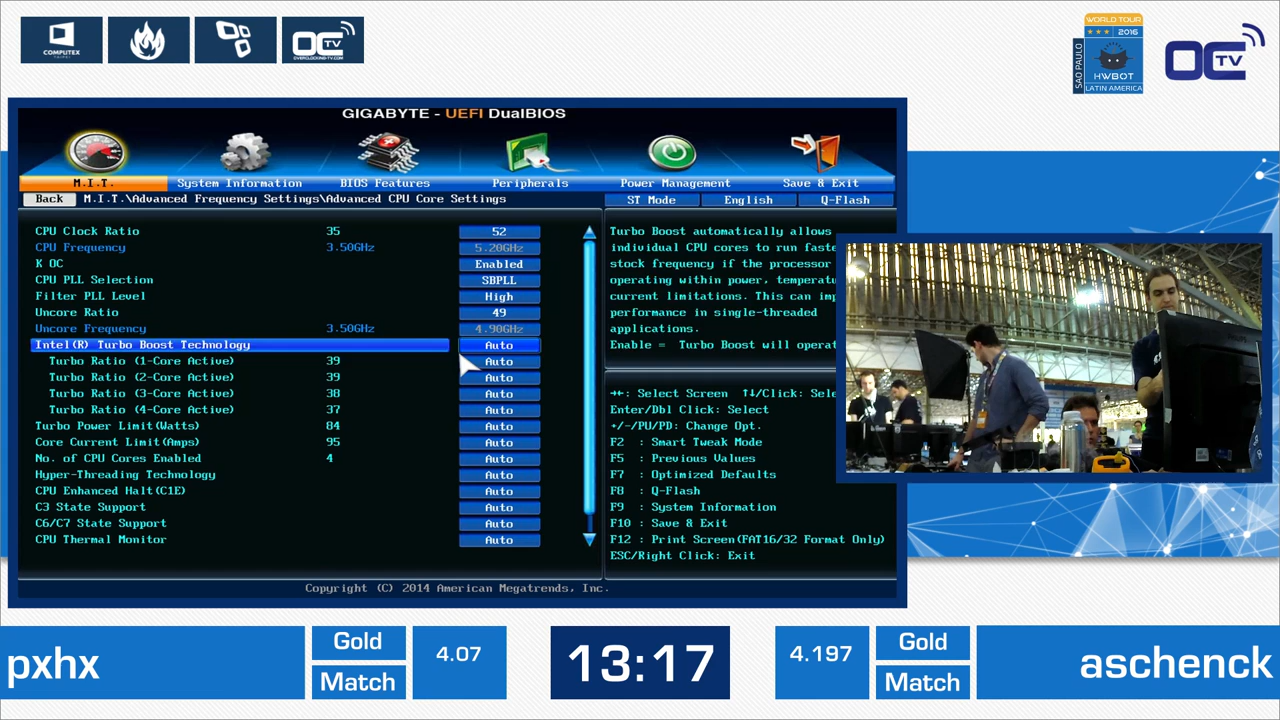 COMPUTEX
TAIPEI
OC TV
OVERCLOCKING-TV.COM
WORLD TOUR
2016
SAO PAULO
HWBOT
LATIN AMERICA
OC TV
GIGABYTE - UEFI DualBIOS
M.I.T. System Information BIOS Features Peripherals Power Management Save & Exit
Back M.I.T.\Advanced Frequency Settings\Advanced CPU Core Settings ST Mode English Q-Flash
CPU Clock Ratio 35 52
CPU Frequency 3.50GHz 5.20GHz
K OC Enabled
CPU PLL Selection SBPLL
Filter PLL Level High
Uncore Ratio 49
Uncore Frequency 3.50GHz 4.90GHz
Intel(R) Turbo Boost Technology Auto
Turbo Ratio (1-Core Active) 39 Auto
Turbo Ratio (2-Core Active) 39 Auto
Turbo Ratio (3-Core Active) 38 Auto
Turbo Ratio (4-Core Active) 37 Auto
Turbo Power Limit(Watts) 84 Auto
Core Current Limit(Amps) 95 Auto
No. of CPU Cores Enabled 4 Auto
Hyper-Threading Technology Auto
CPU Enhanced Halt(C1E) Auto
C3 State Support Auto
C6/C7 State Support Auto
CPU Thermal Monitor Auto
Turbo Boost automatically allows
individual CPU cores to run faste
stock frequency if the processor
operating within power, temperatu
current limitations. This can imp
performance in single-threaded
applications.
Enable = Turbo Boost will operat
→←: Select Screen ↑↓/Click: Sele
Enter/Dbl Click: Select
+/-/PU/PD: Change Opt.
F2 : Smart Tweak Mode
F5 : Previous Values
F7 : Optimized Defaults
F8 : Q-Flash
F9 : System Information
F10 : Save & Exit
F12 : Print Screen(FAT16/32 Format Only)
ESC/Right Click: Exit
Copyright (C) 2014 American Megatrends, Inc.
pxhx
Gold
Match
4.07
13:17
4.197
Gold
Match
aschenck